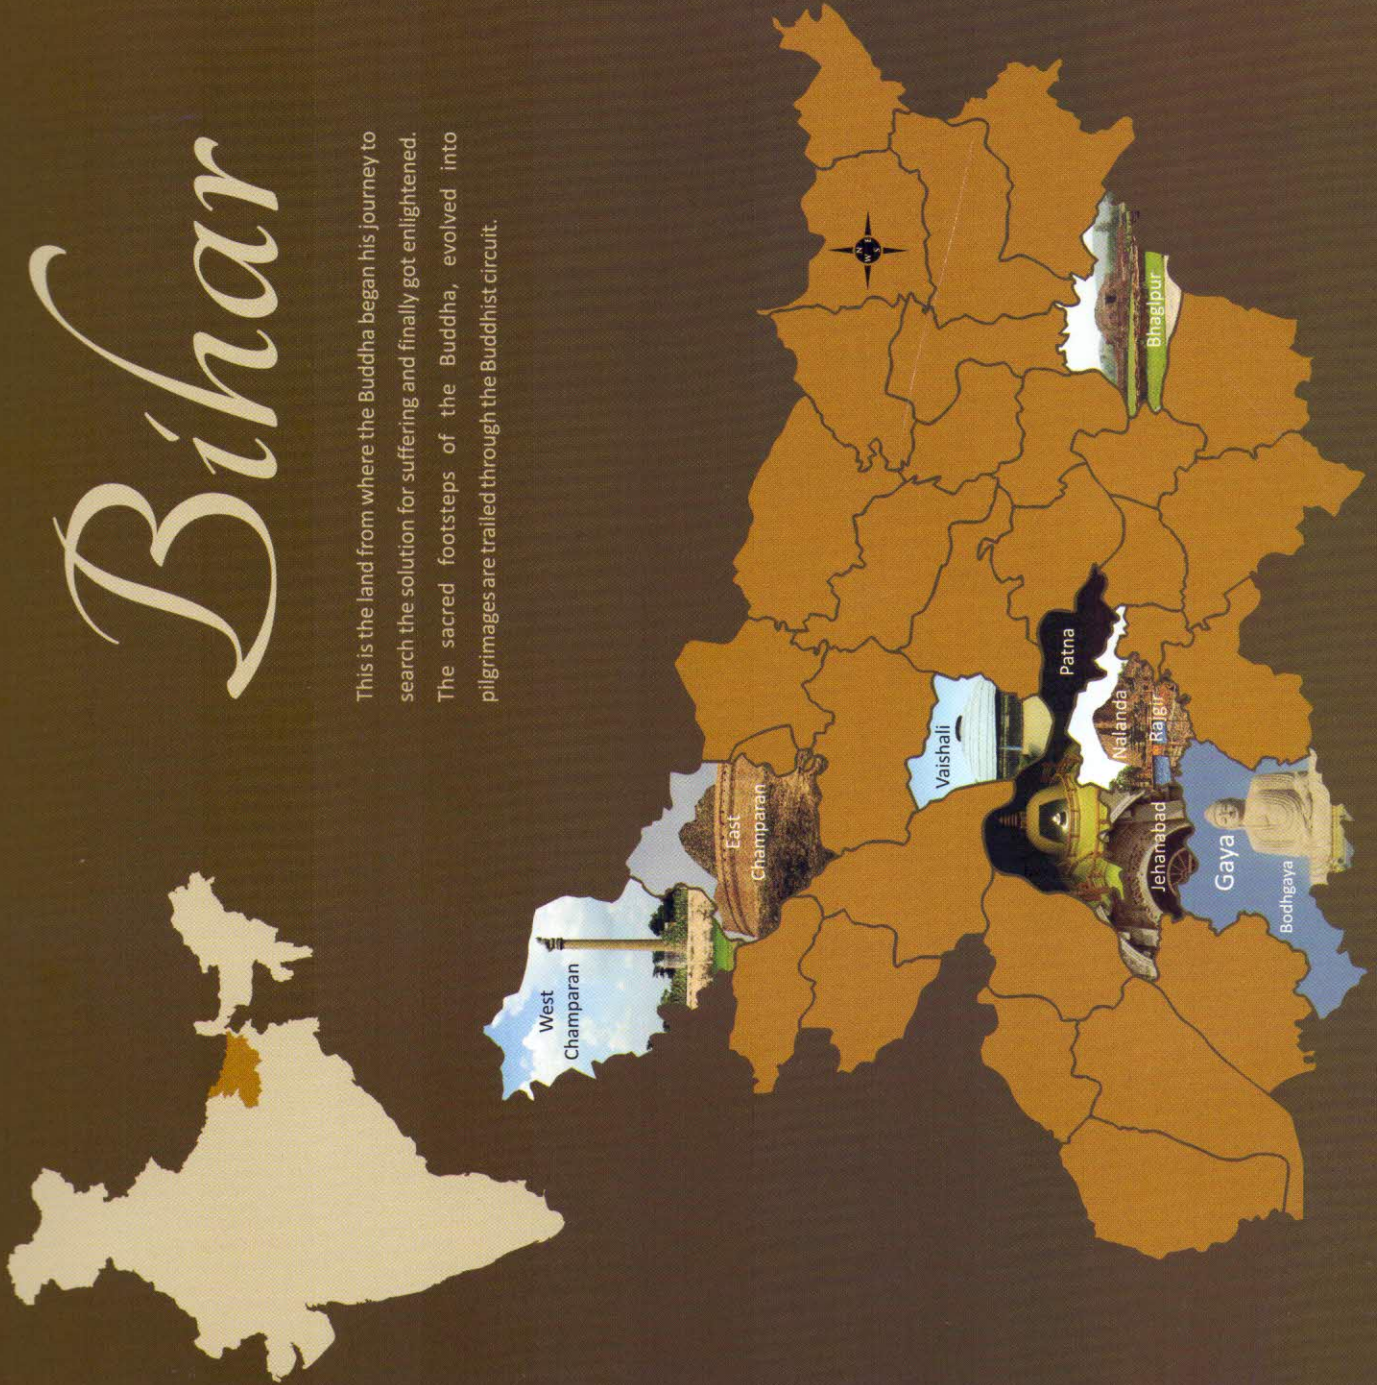 Bihar
This is the land from where the Buddha began his journey to
search the solution for suffering and finally got enlightened.
The sacred footsteps of the Buddha, evolved into
pilgrimages are trailed through the Buddhist circuit.
West
Champaran
East
Champaran
N
W E
S
Vaishali
Patna
Nalanda
Rajgir
Jehanabad
Gaya
Bodhgaya
Bhaglpur